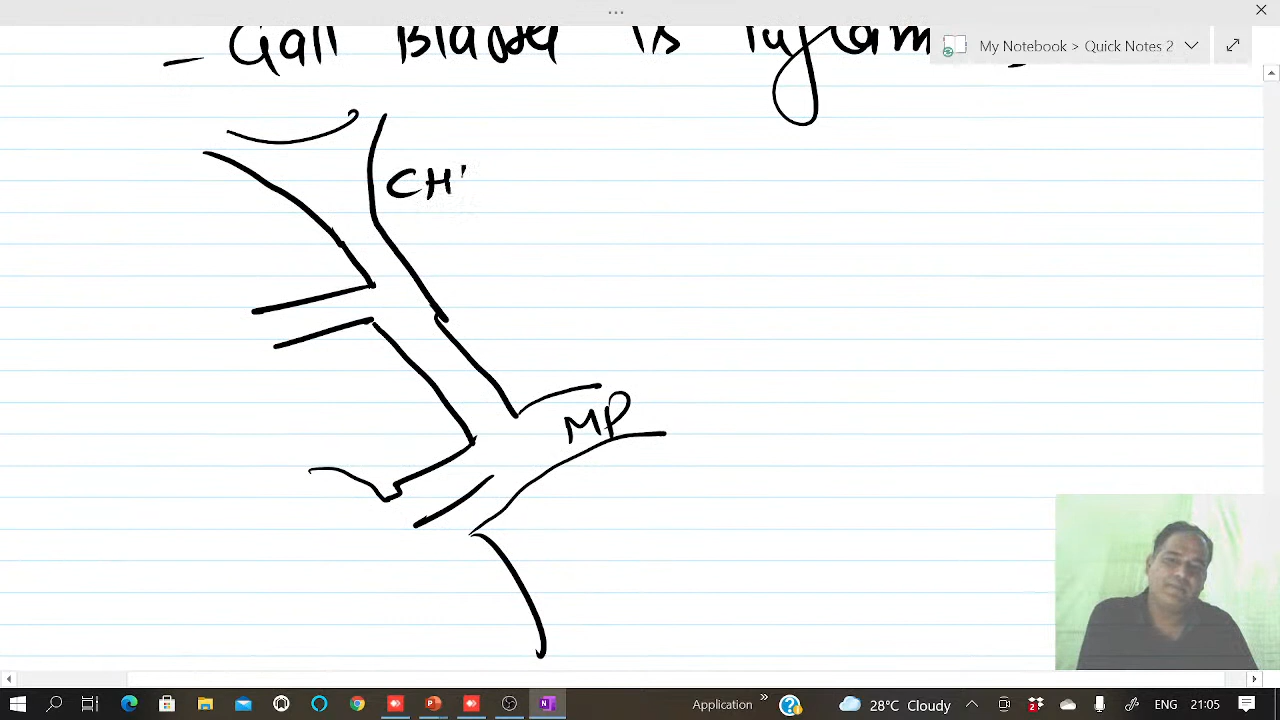 ...
- Gall Bladder is
My Notebook > Quick Notes 2
CH
MP
Application
28°C Cloudy
ENG
21:05